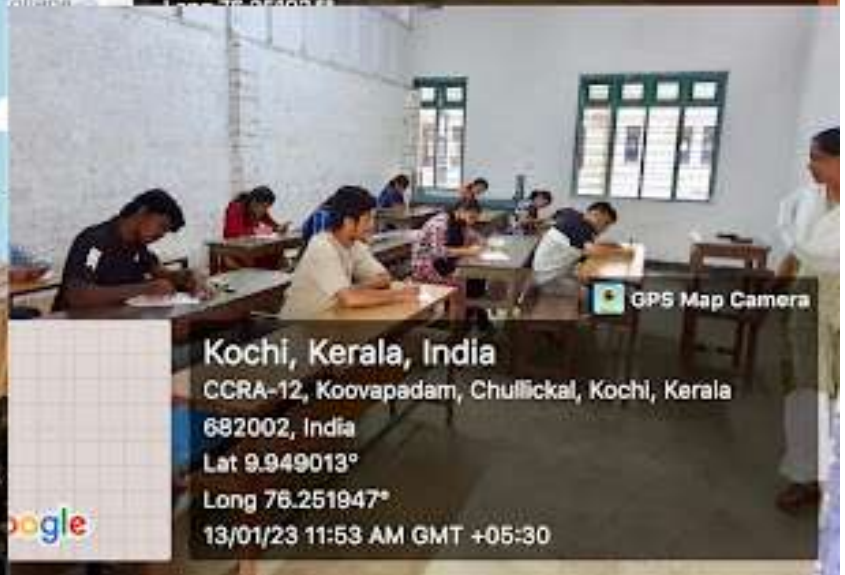 GPS Map Camera
Kochi, Kerala, India
CCRA-12, Koovapadam, Chullickal, Kochi, Kerala
682002, India
Lat 9.949013°
Long 76.251947°
13/01/23 11:53 AM GMT +05:30
oogle